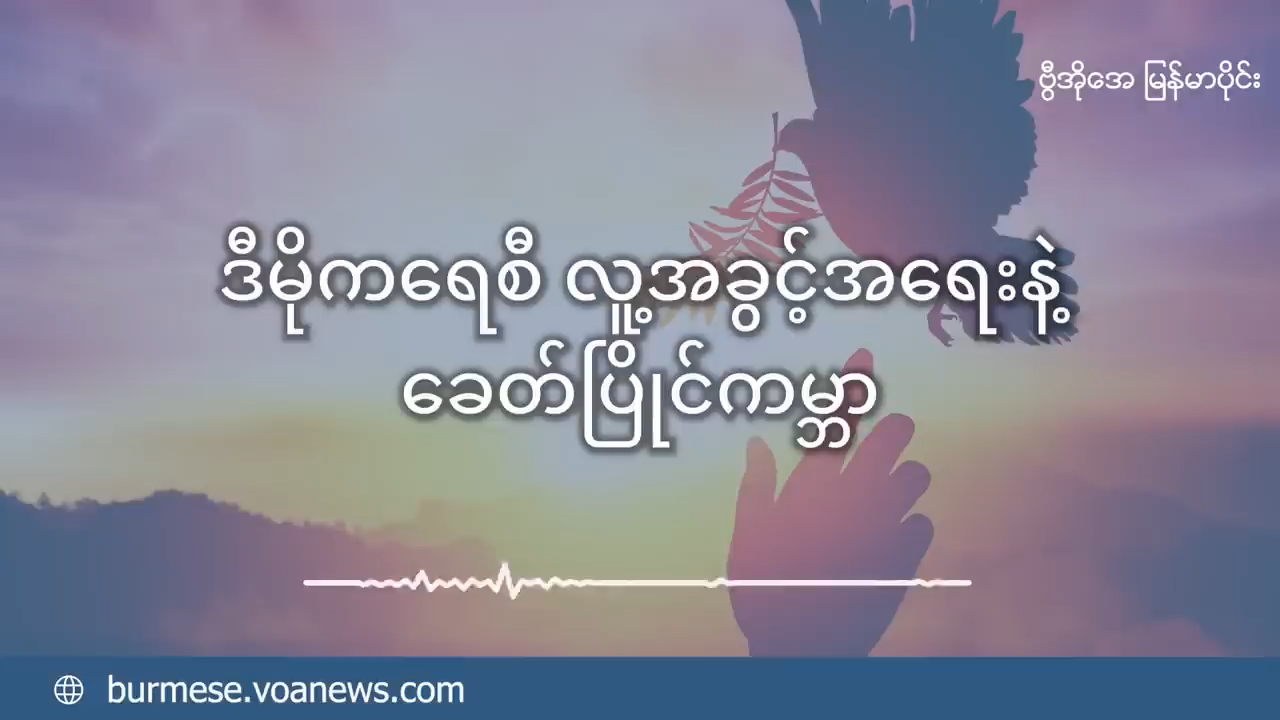 ဗွီအိုအေ မြန်မာပိုင်း
ဒီမိုကရေစီ လူ့အခွင့်အရေးနဲ့
ခေတ်ပြိုင်ကမ္ဘာ
burmese.voanews.com